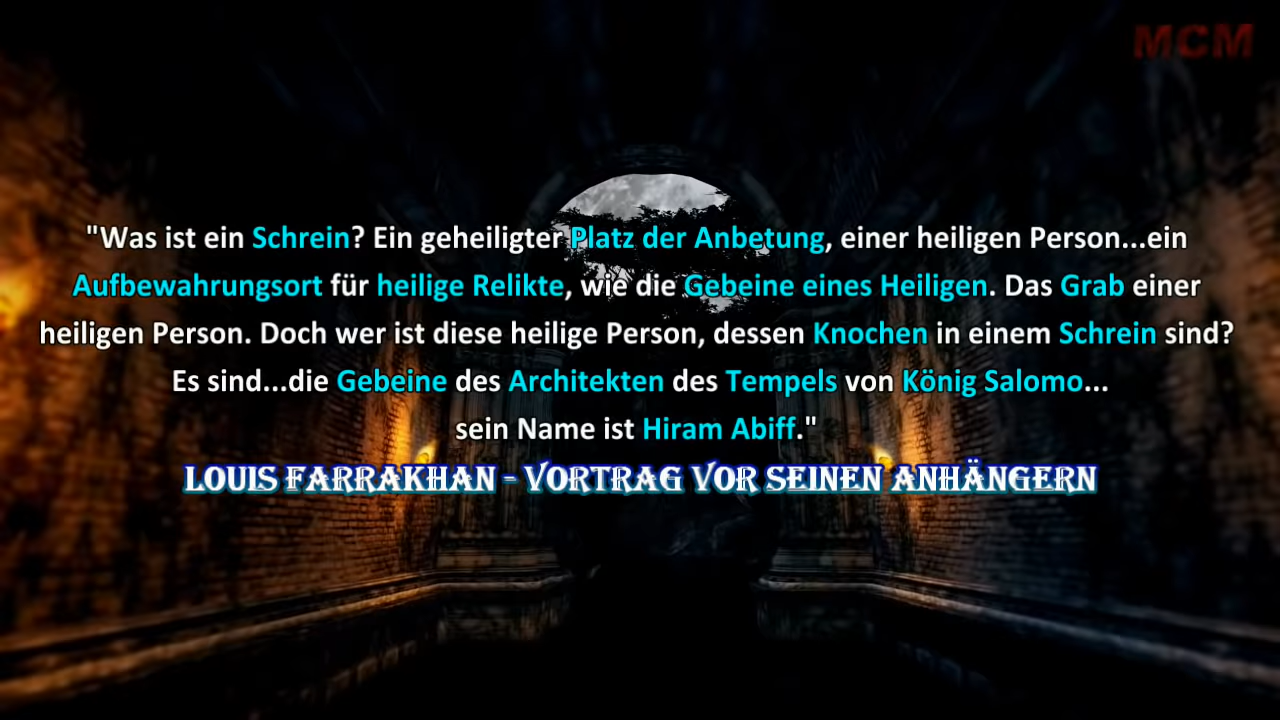 MCM
"Was ist ein Schrein? Ein geheiligter Platz der Anbetung, einer heiligen Person...ein
Aufbewahrungsort für heilige Relikte, wie die Gebeine eines Heiligen. Das Grab einer
heiligen Person. Doch wer ist diese heilige Person, dessen Knochen in einem Schrein sind?
Es sind...die Gebeine des Architekten des Tempels von König Salomo...
sein Name ist Hiram Abiff."
LOUIS FARRAKHAN - VORTRAG VOR SEINEN ANHÄNGERN